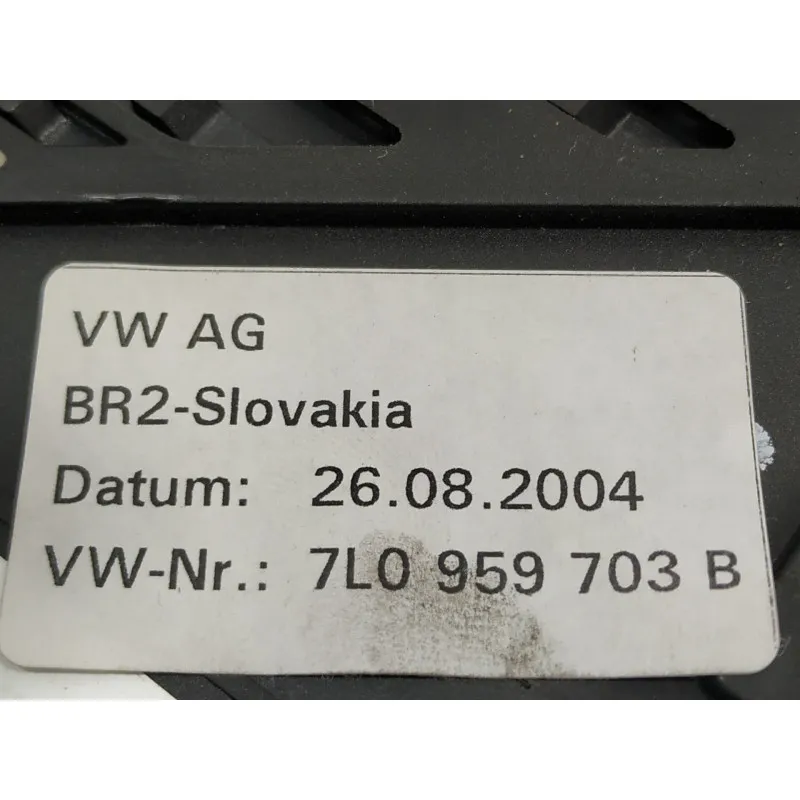 VW AG
BR2-Slovakia
Datum: 26.08.2004
VW-Nr.: 7L0 959 703 B